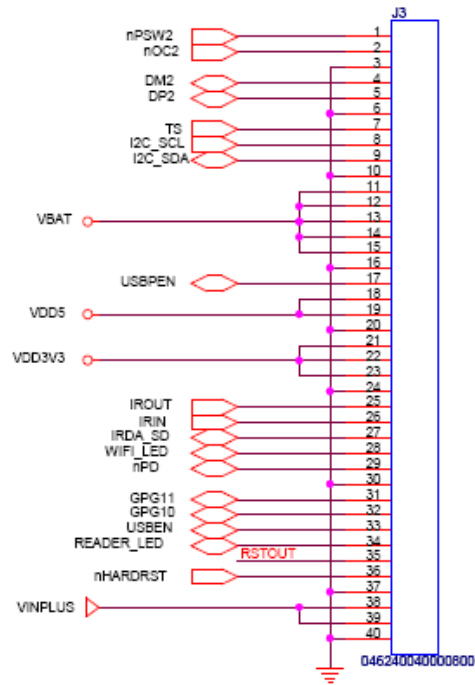 J3
nPSW2 1
nOC2 2
3
DM2 4
DP2 5
6
TS 7
I2C_SCL 8
I2C_SDA 9
10
11
12
VBAT 13
14
15
16
USBPEN 17
18
VDD5 19
20
21
VDD3V3 22
23
24
IROUT 25
IRIN 26
IRDA_SD 27
WIFI_LED 28
nPD 29
30
GPG11 31
GPG10 32
USBEN 33
READER_LED 34
RSTOUT 35
nHARDRST 36
37
VINPLUS 38
39
40
046240040000800